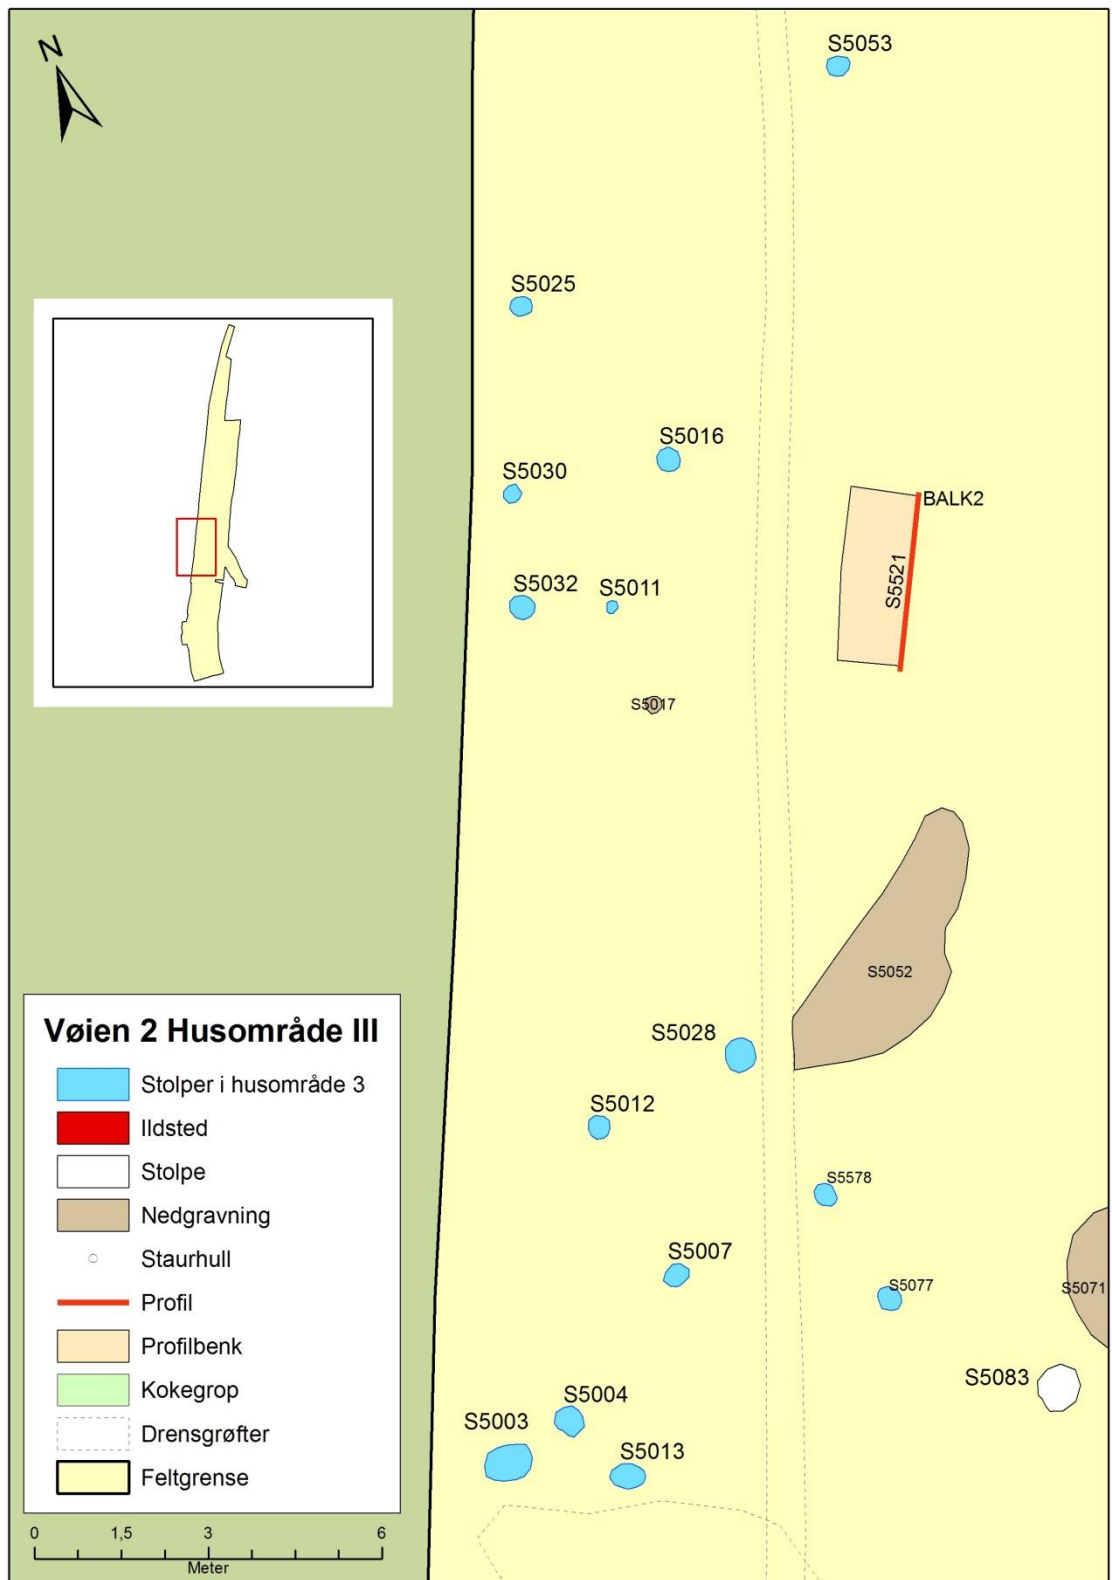 N
S5053
S5025
S5016
S5030
BALK2
S5521
S5032
S5011
S5017
S5052
S5028
S5012
S5578
S5007
S5077
S5071
S5083
S5004
S5003
S5013
Vøien 2 Husområde III
Stolper i husområde 3
Ildsted
Stolpe
Nedgravning
Staurhull
Profil
Profilbenk
Kokegrop
Drensgrøfter
Feltgrense
0 1,5 3 6
Meter